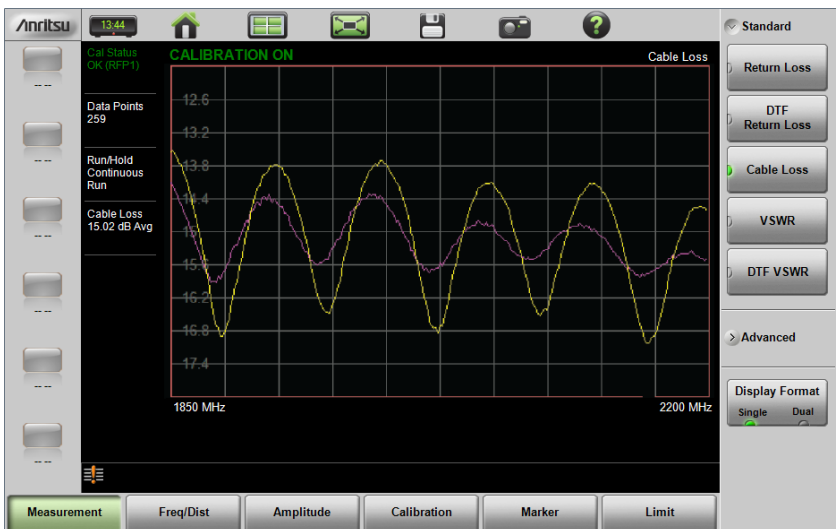 Anritsu
13:44
?
Standard
Cal Status
OK (RFP1)
CALIBRATION ON
Cable Loss
Data Points
259
Run/Hold
Continuous
Run
Cable Loss
15.02 dB Avg
12.6
13.2
13.8
14.4
15
15.6
16.2
16.8
17.4
1850 MHz
2200 MHz
-- --
-- --
-- --
-- --
-- --
-- --
Return Loss
DTF
Return Loss
Cable Loss
VSWR
DTF VSWR
> Advanced
Display Format
Single Dual
Measurement
Freq/Dist
Amplitude
Calibration
Marker
Limit